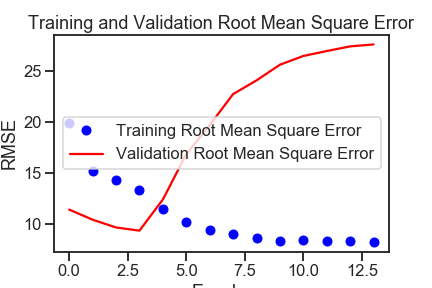 Training and Validation Root Mean Square Error
RMSE
25
20
15
10
Training Root Mean Square Error
Validation Root Mean Square Error
0.0 2.5 5.0 7.5 10.0 12.5